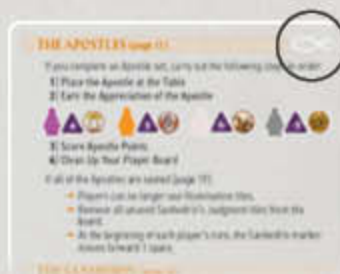 THE APOSTLES (page 11)
If you complete an Apostle set, carry out the following steps in order:
1) Place the Apostle at the Table
2) Earn the Appreciation of the Apostle
3) Score Apostle Points
4) Clean Up Your Player Board
If all of the Apostles are seated (page 11):
Players can no longer use Illumination tiles.
Remove all unused Sanhedrin's Judgment tiles from the
board.
At the beginning of each player's turn, the Sanhedrin marker
moves forward 1 space.